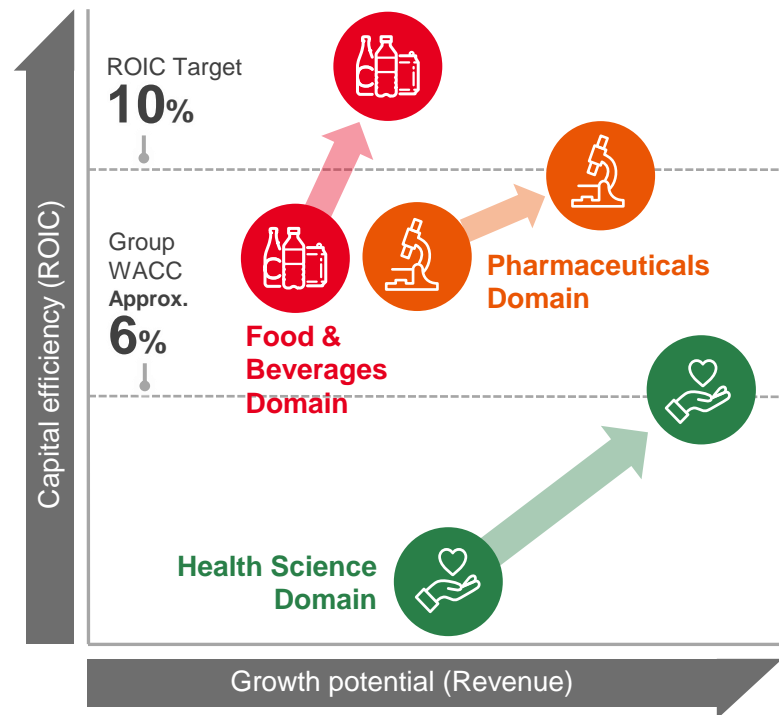 ROIC Target
10%
Group
WACC
Approx.
6%
Capital efficiency (ROIC)
Food &
Beverages
Domain
Pharmaceuticals
Domain
Health Science
Domain
Growth potential (Revenue)